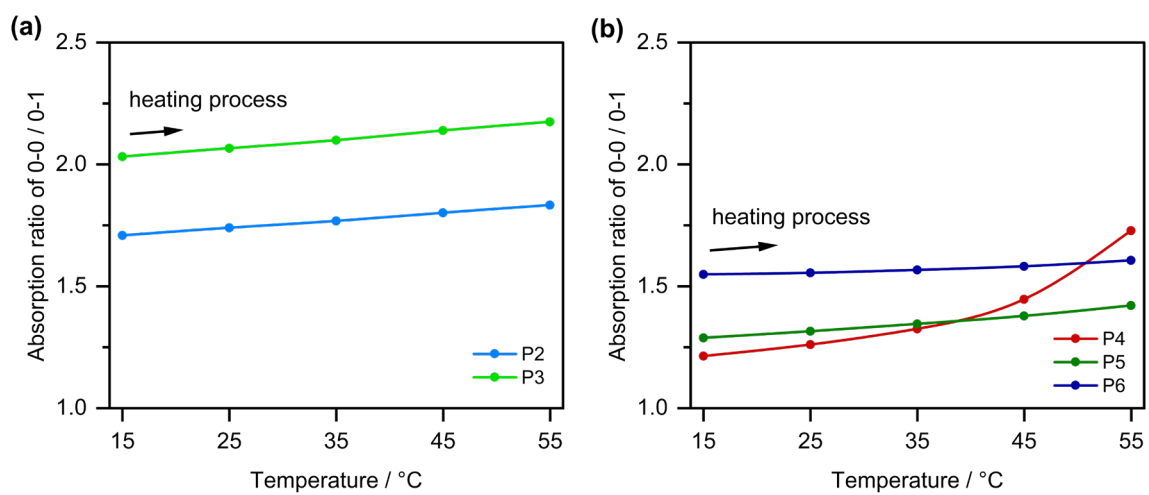 (a)
2.5
2.0
1.5
1.0
Absorption ratio of 0-0 / 0-1
heating process
P2
P3
15 25 35 45 55
Temperature / °C
(b)
2.5
2.0
1.5
1.0
Absorption ratio of 0-0 / 0-1
heating process
P4
P5
P6
15 25 35 45 55
Temperature / °C